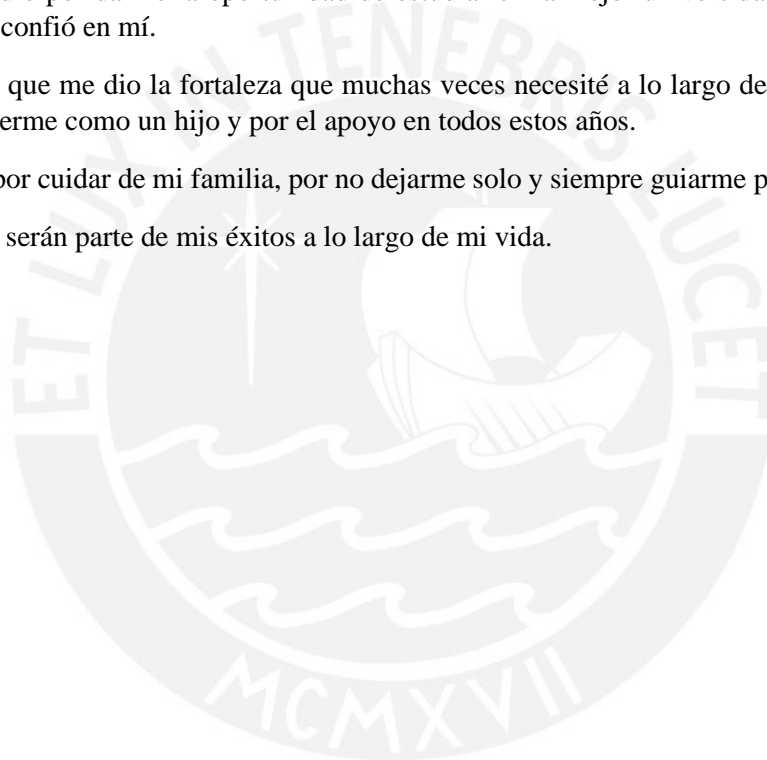 confió en mí.
que me dio la fortaleza que muchas veces necesité a lo largo de
erme como un hijo y por el apoyo en todos estos años.
por cuidar de mi familia, por no dejarme solo y siempre guiarme p
serán parte de mis éxitos a lo largo de mi vida.
ET LUX IN TENEBRIS LUCET
MCMXVII